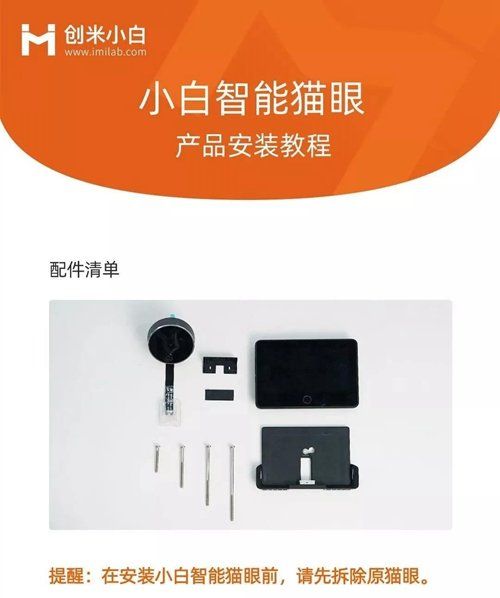 创米小白
www.imilab.com
小白智能猫眼
产品安装教程
配件清单
提醒：在安装小白智能猫眼前，请先拆除原猫眼。